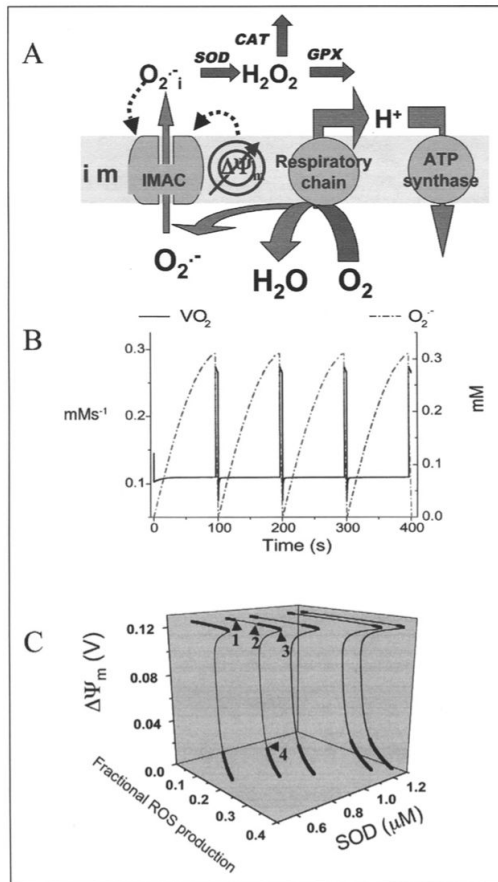 A
CAT
SOD GPX
O₂·⁻ᵢ H₂O₂
H⁺
i m IMAC ΔΨₘ Respiratory chain ATP synthase
O₂·⁻
H₂O O₂
B
VO₂ O₂·⁻
mMs⁻¹
mM
0.3
0.2
0.1
0.3
0.2
0.1
0.0
0 100 200 300 400
Time (s)
C
ΔΨₘ (V)
0.12
0.08
0.04
0.0
1 2 3
4
0.1 0.2 0.3 0.4
Fractional ROS production
0.6 0.8 1.0 1.2
SOD (μM)